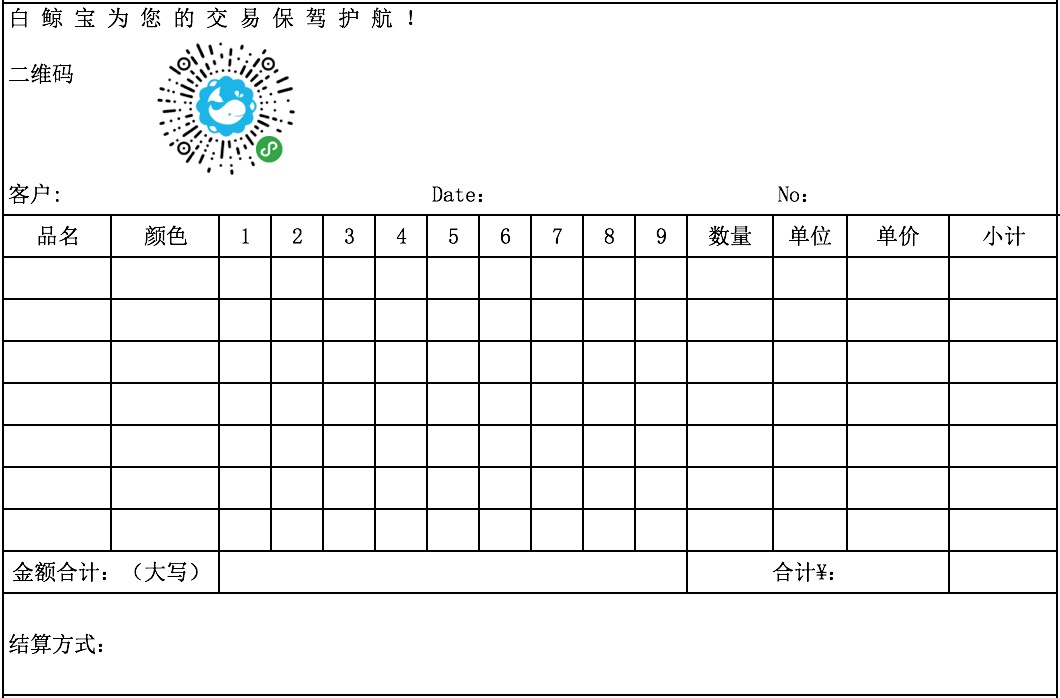 白鲸宝为您的交易保驾护航！
二维码
客户: Date: No:
品名 颜色 1 2 3 4 5 6 7 8 9 数量 单位 单价 小计
金额合计：（大写） 合计¥:
结算方式：